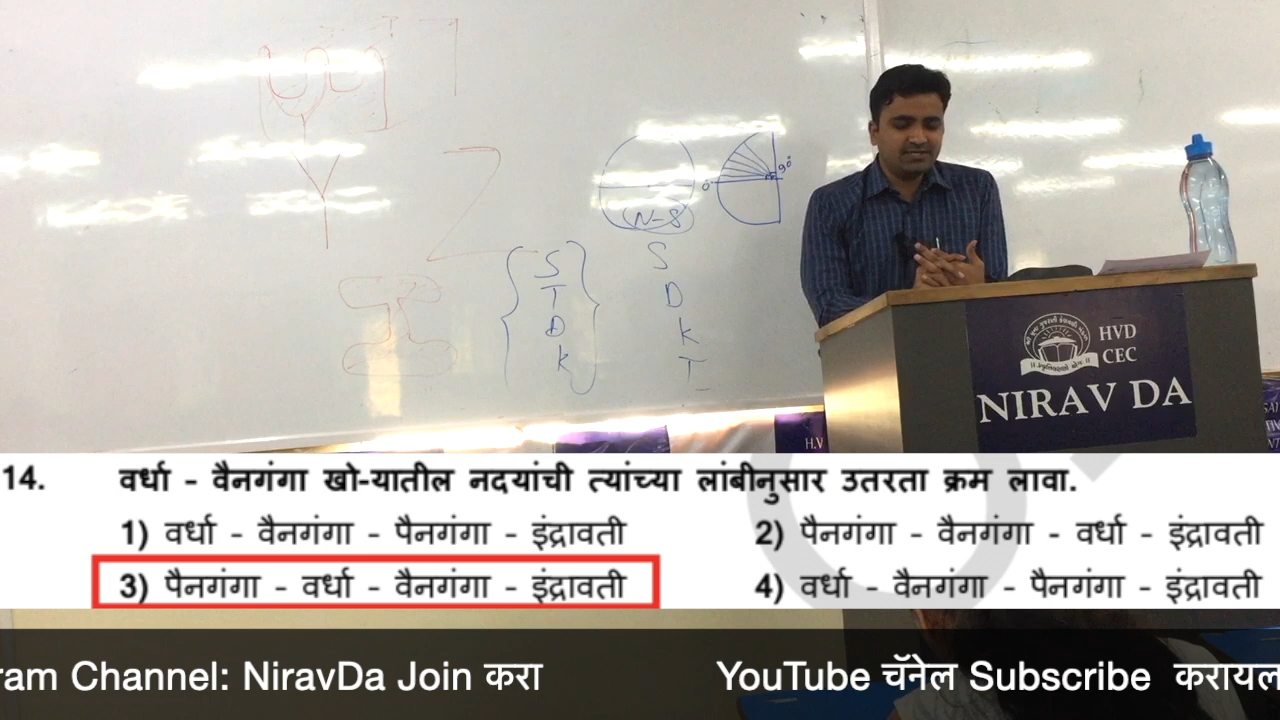 0°
90°
N-S
S
T
D
K
S
D
K
T
HVD
CEC
NIRAV DA
H.V
14. वर्धा - वैनगंगा खो-यातील नदयांची त्यांच्या लांबीनुसार उतरता क्रम लावा.
1) वर्धा - वैनगंगा - पैनगंगा - इंद्रावती
2) पैनगंगा - वैनगंगा - वर्धा - इंद्रावती
3) पैनगंगा - वर्धा - वैनगंगा - इंद्रावती
4) वर्धा - वैनगंगा - पैनगंगा - इंद्रावती
ram Channel: NiravDa Join करा
YouTube चॅनेल Subscribe करायल